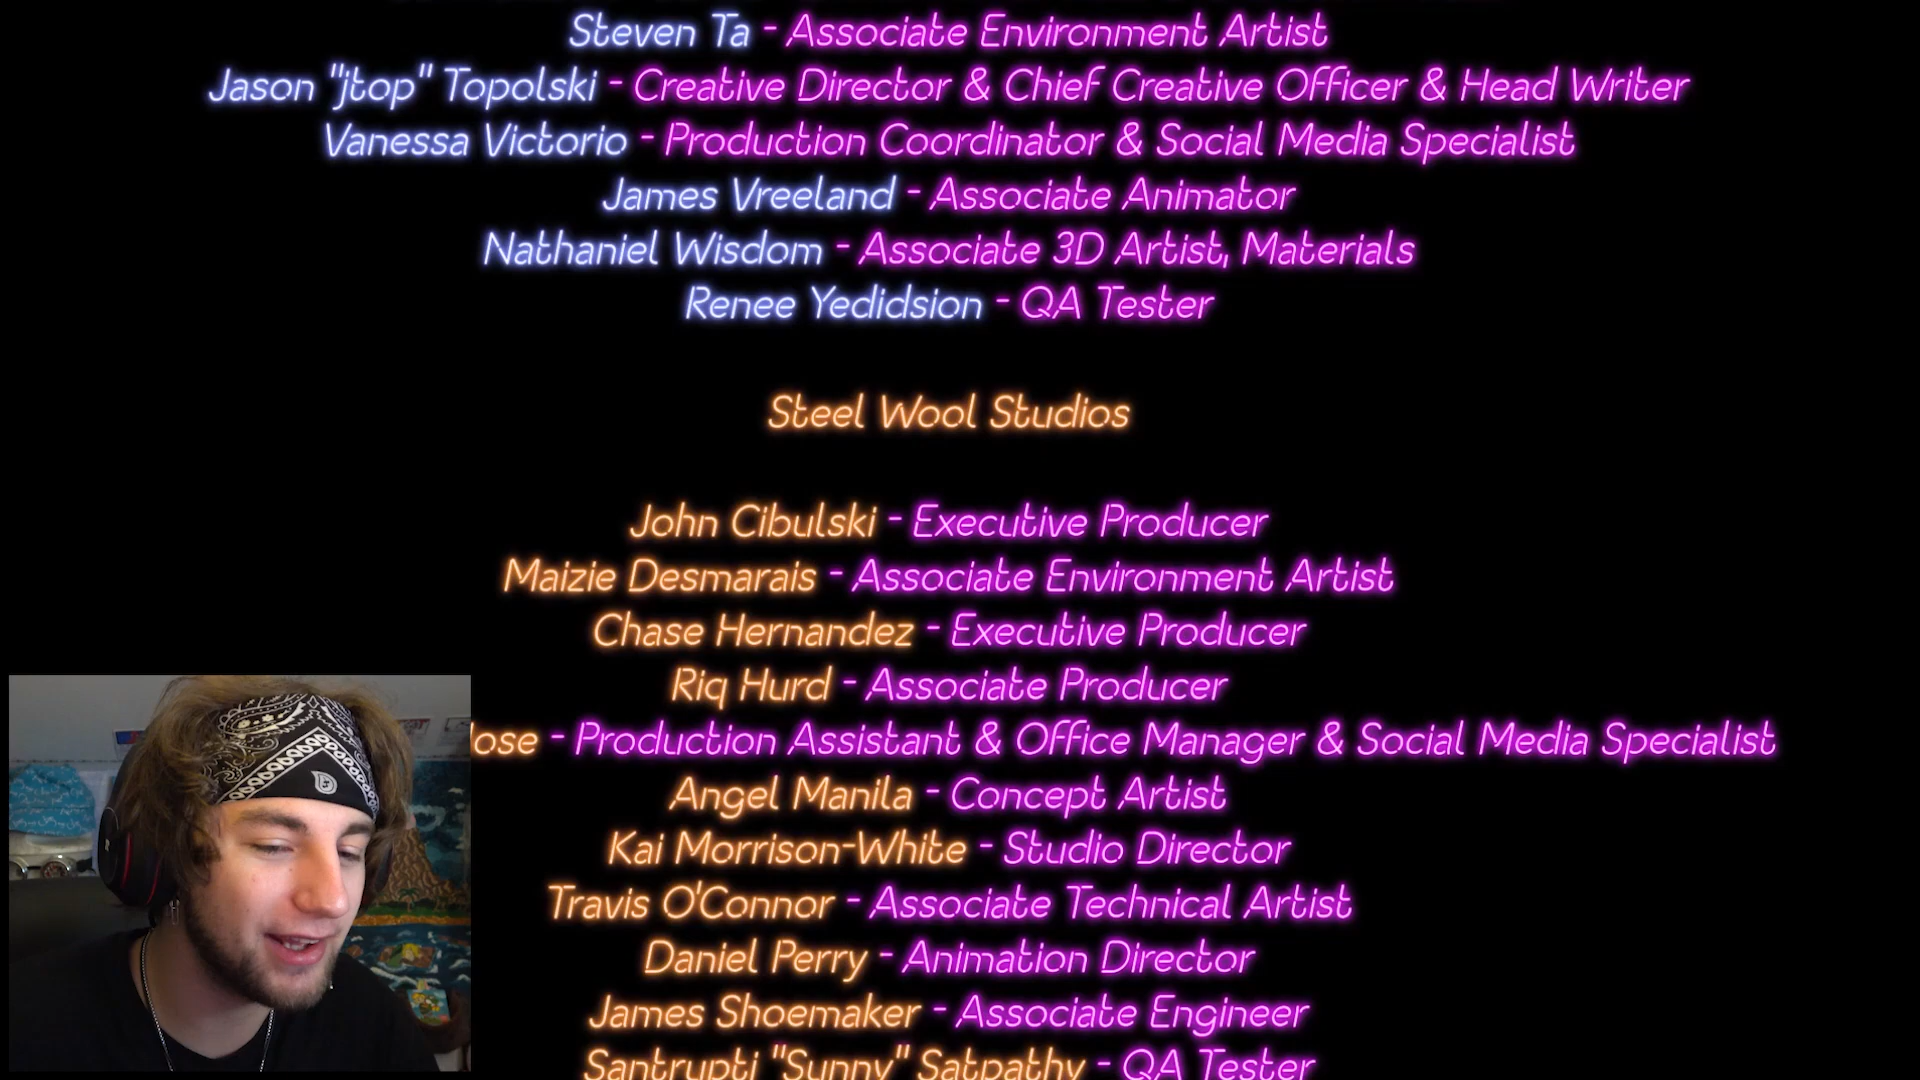 Steven Ta - Associate Environment Artist
Jason "jtop" Topolski - Creative Director & Chief Creative Officer & Head Writer
Vanessa Victorio - Production Coordinator & Social Media Specialist
James Vreeland - Associate Animator
Nathaniel Wisdom - Associate 3D Artist, Materials
Renee Yedidsion - QA Tester
Steel Wool Studios
John Cibulski - Executive Producer
Maizie Desmarais - Associate Environment Artist
Chase Hernandez - Executive Producer
Riq Hurd - Associate Producer
- Production Assistant & Office Manager & Social Media Specialist
Angel Manila - Concept Artist
Kai Morrison-White - Studio Director
Travis O'Connor - Associate Technical Artist
Daniel Perry - Animation Director
James Shoemaker - Associate Engineer
Santrupti "Sunny" Satpathy - QA Tester